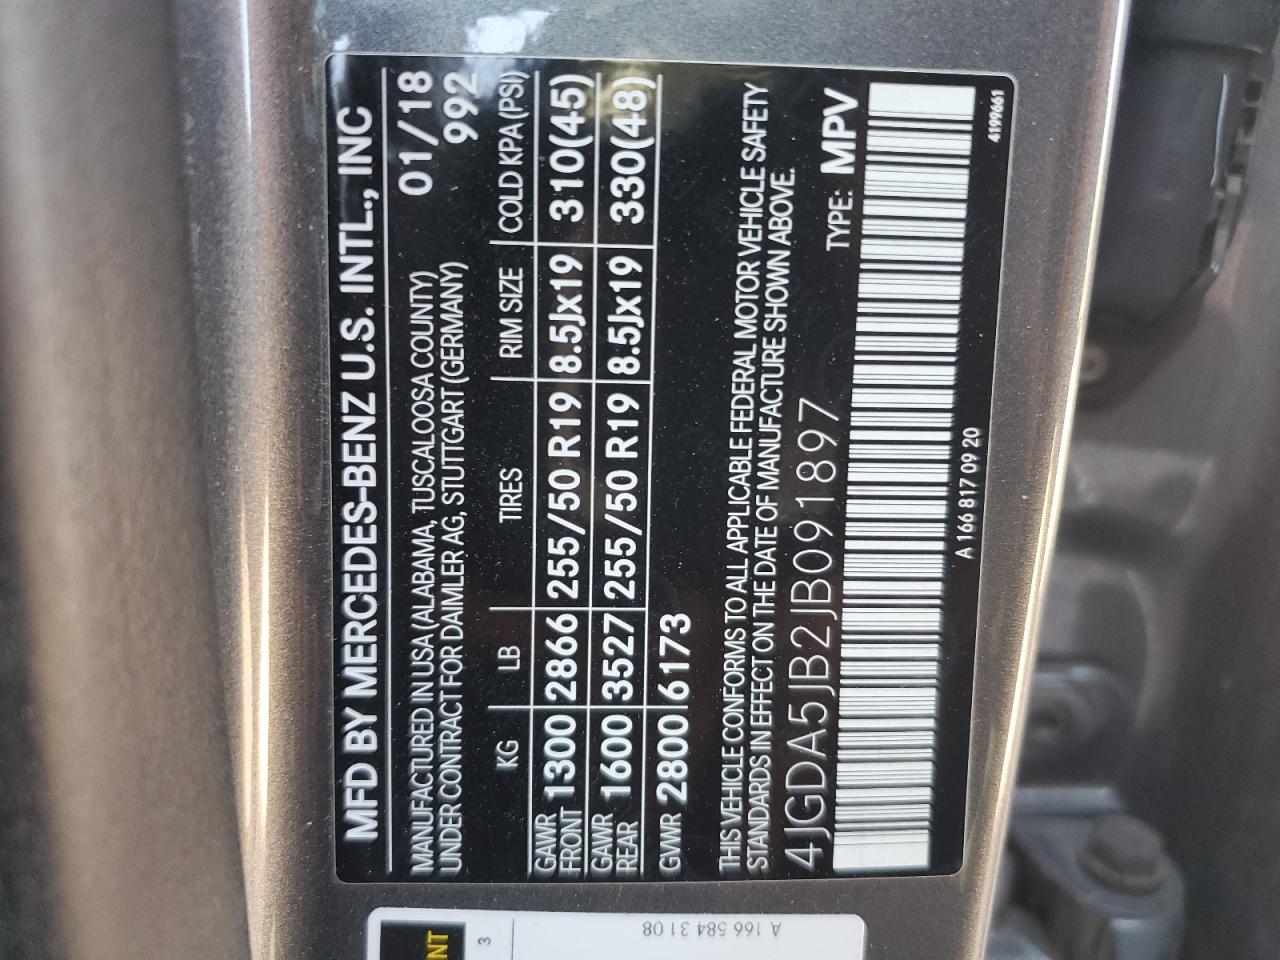 MFD BY MERCEDES-BENZ U.S. INTL., INC
MANUFACTURED IN USA (ALABAMA, TUSCALOOSA COUNTY) 01/18
UNDER CONTRACT FOR DAIMLER AG, STUTTGART (GERMANY) 992
KG LB TIRES RIM SIZE COLD KPA (PSI)
GAWR FRONT 1300 2866 255/50 R19 8.5Jx19 310(45)
GAWR REAR 1600 3527 255/50 R19 8.5Jx19 330(48)
GVWR 2800 6173
THIS VEHICLE CONFORMS TO ALL APPLICABLE FEDERAL MOTOR VEHICLE SAFETY
STANDARDS IN EFFECT ON THE DATE OF MANUFACTURE SHOWN ABOVE.
4JGDA5JB2JB091897 TYPE: MPV
A 166 817 09 20
4199661
NT
3
A 166 584 31 08